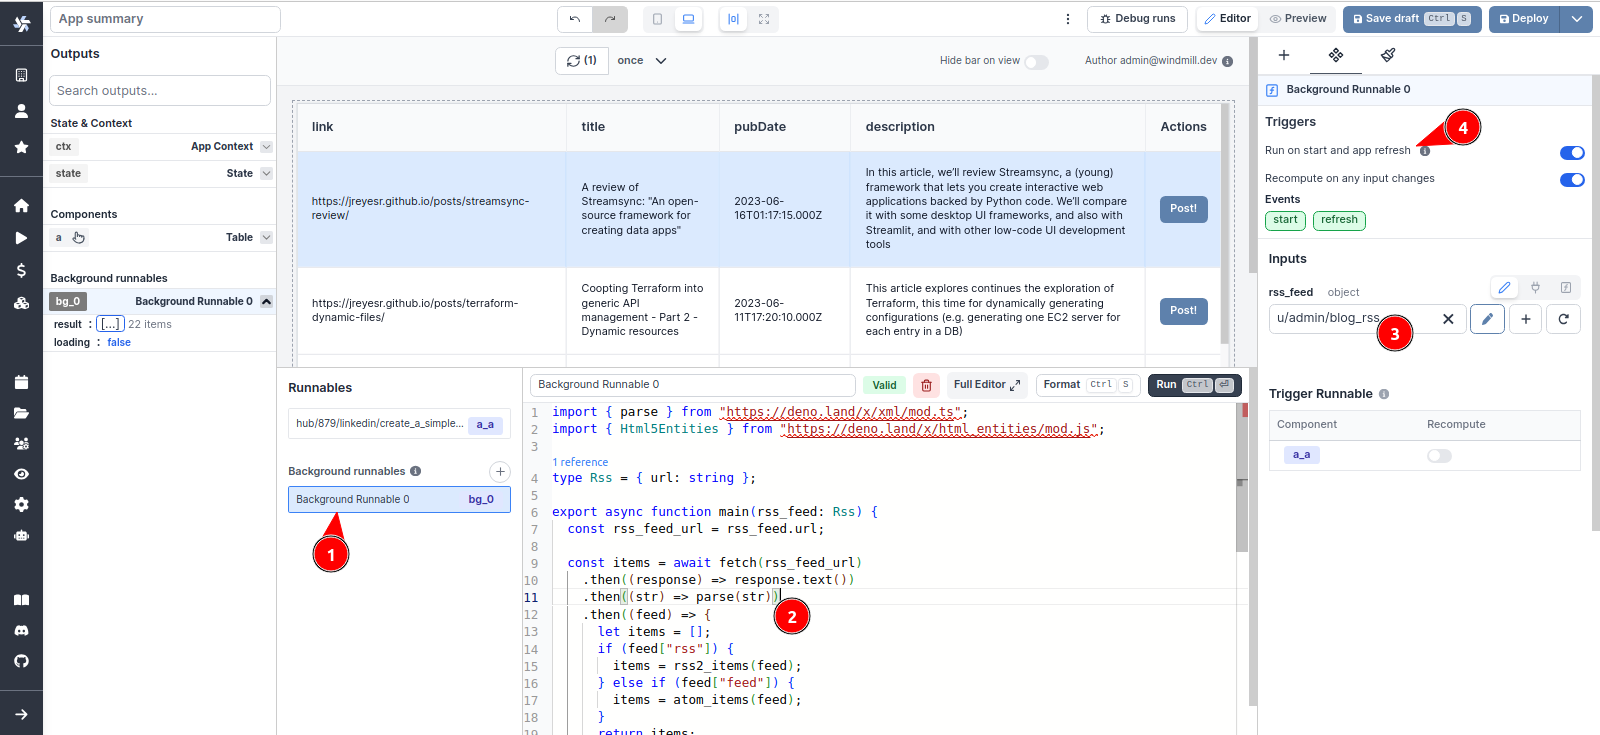 App summary
Debug runs
Editor
Preview
Save draft Ctrl S
Deploy
Outputs
Search outputs...
State & Context
ctx App Context
state State
Components
a Table
Background runnables
bg_0 Background Runnable 0
result : [...] 22 items
loading : false
(1) once
Hide bar on view
Author admin@windmill.dev
link title pubDate description Actions
https://jreyesr.github.io/posts/streamsync-
review/
A review of
Streamsync: "An open-
source framework for
creating data apps"
2023-06-
16T01:17:15.000Z
In this article, we'll review Streamsync, a (young)
framework that lets you create interactive web
applications backed by Python code. We'll compare
it with some desktop UI frameworks, and also with
Streamlit, and with other low-code UI development
tools
Post!
https://jreyesr.github.io/posts/terraform-
dynamic-files/
Coopting Terraform into
generic API
management - Part 2 -
Dynamic resources
2023-06-
11T17:20:10.000Z
This article explores continues the exploration of
Terraform, this time for dynamically generating
configurations (e.g. generating one EC2 server for
each entry in a DB)
Post!
Runnables
hub/879/linkedin/create_a_simple... a_a
Background runnables
Background Runnable 0 bg_0
1
Background Runnable 0
Valid
Full Editor
Format Ctrl S
Run Ctrl ⏎
1 import { parse } from "https://deno.land/x/xml/mod.ts";
2 import { Html5Entities } from "https://deno.land/x/html_entities/mod.js";
3
1 reference
4 type Rss = { url: string };
5
6 export async function main(rss_feed: Rss) {
7 const rss_feed_url = rss_feed.url;
8
9 const items = await fetch(rss_feed_url)
10 .then((response) => response.text())
11 .then((str) => parse(str))
2
12 .then((feed) => {
13 let items = [];
14 if (feed["rss"]) {
15 items = rss2_items(feed);
16 } else if (feed["feed"]) {
17 items = atom_items(feed);
18 }
19 return items;
Background Runnable 0
Triggers
4
Run on start and app refresh
Recompute on any input changes
Events
start refresh
Inputs
rss_feed object
u/admin/blog_rss
3
Trigger Runnable
Component Recompute
a_a